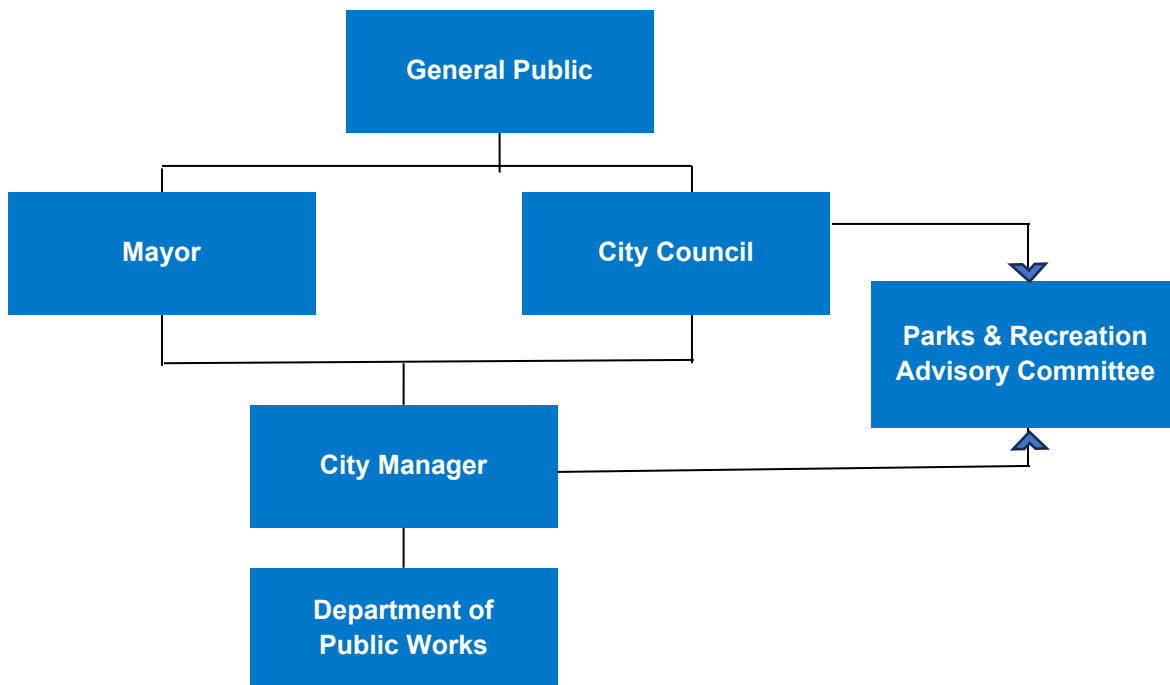 General Public
Mayor
City Council
Parks & Recreation
Advisory Committee
City Manager
Department of
Public Works